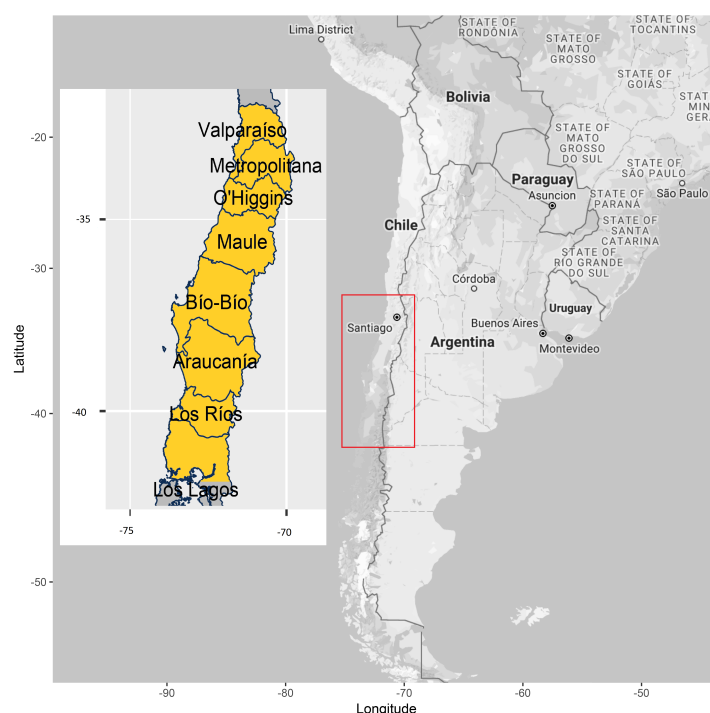 Lima District
STATE OF
RONDÔNIA
STATE OF
TOCANTINS
STATE OF
MATO
GROSSO
STATE OF
GOIÁS
Bolivia
STAT
MIN
GER
STATE OF
MATO
GROSSO
DO SUL
STATE OF
SÃO PAULO
São Paulo
Paraguay
Asuncion
STATE OF
PARANÁ
STATE OF
SANTA
CATARINA
Chile
STATE OF
RIO GRANDE
DO SUL
Córdoba
Uruguay
Santiago
Buenos Aires
Argentina
Montevideo
Valparaíso
Metropolitana
O'Higgins
Maule
Bío-Bío
Araucanía
Los Ríos
Los Lagos
-35
-40
-75
-70
-20
-30
-40
-50
Latitude
-90
-80
-70
-60
-50
Longitude